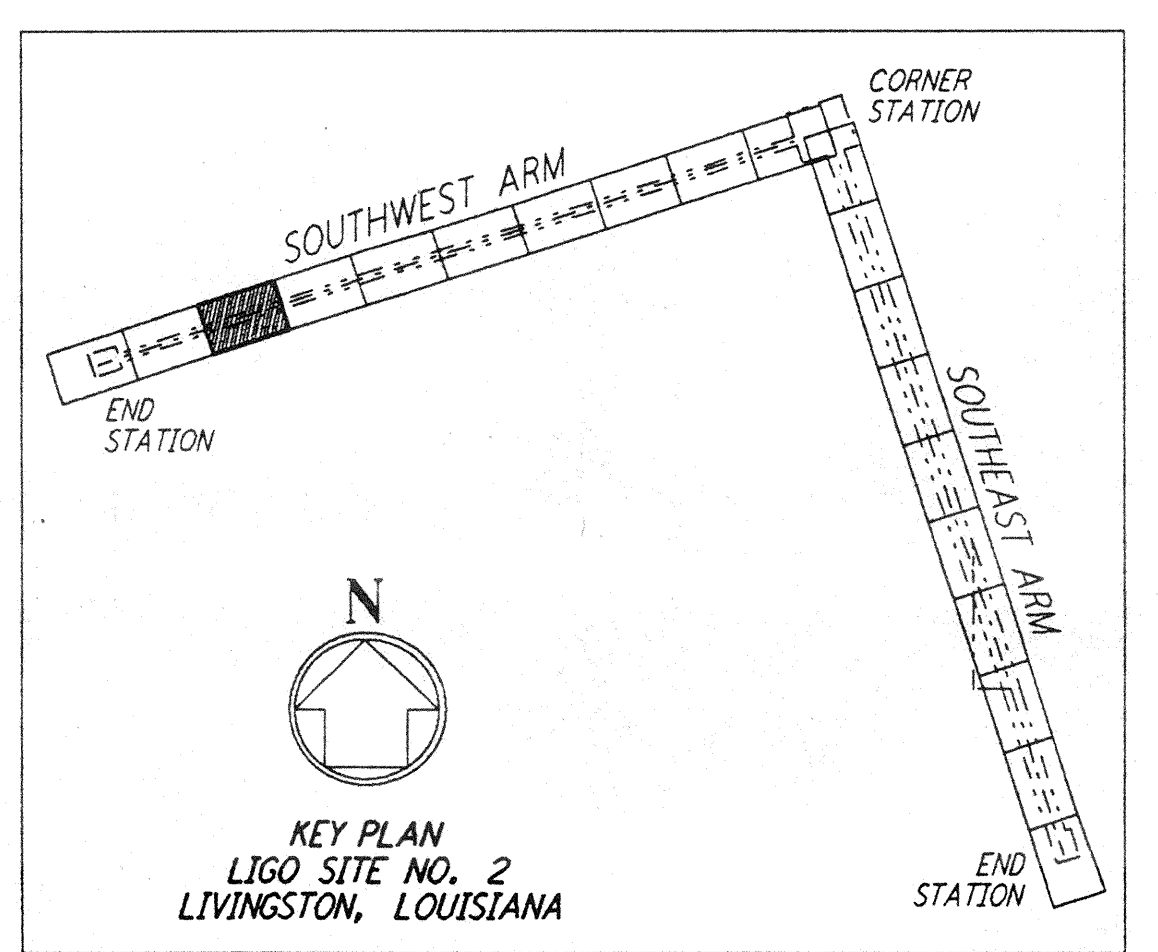 CORNER
STATION
SOUTHWEST ARM
END
STATION
SOUTHEAST ARM
N
KEY PLAN
LIGO SITE NO. 2
LIVINGSTON, LOUISIANA
END
STATION